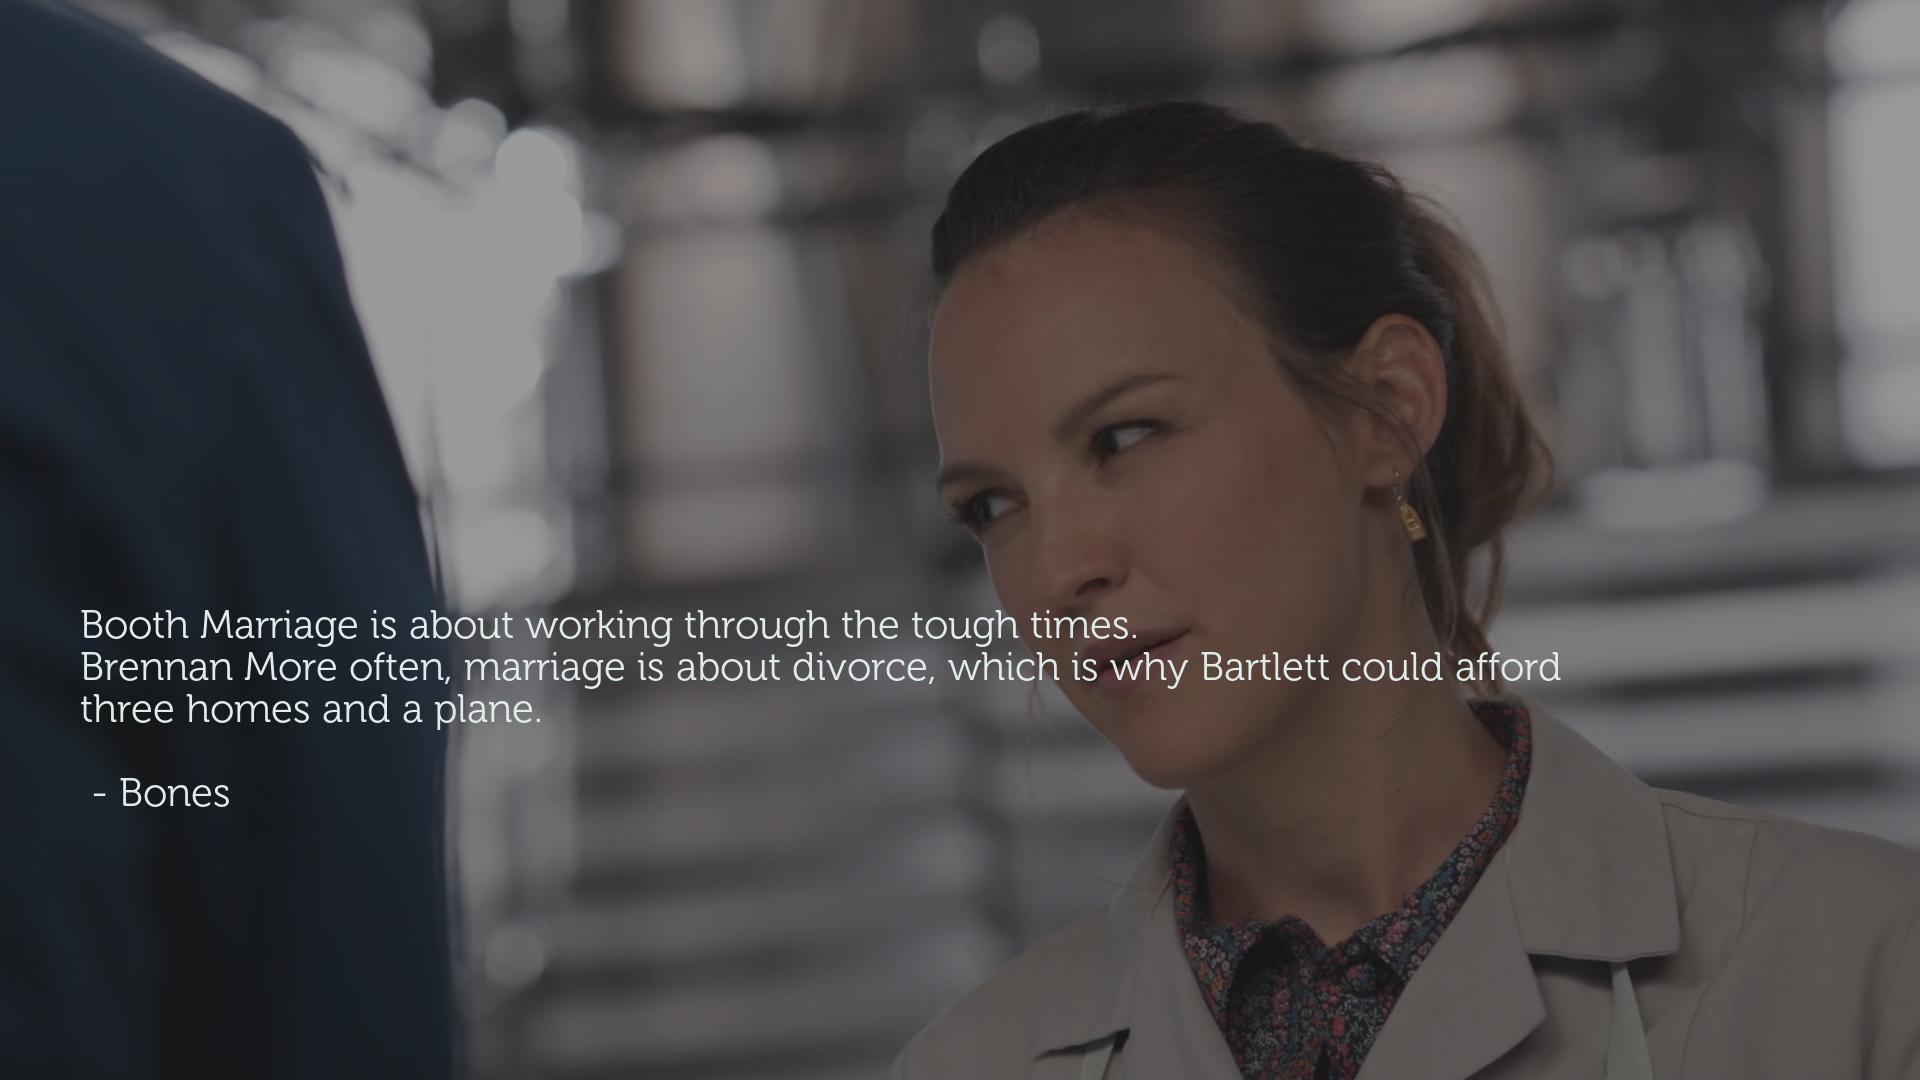 Booth Marriage is about working through the tough times.
Brennan More often, marriage is about divorce, which is why Bartlett could afford
three homes and a plane.
- Bones